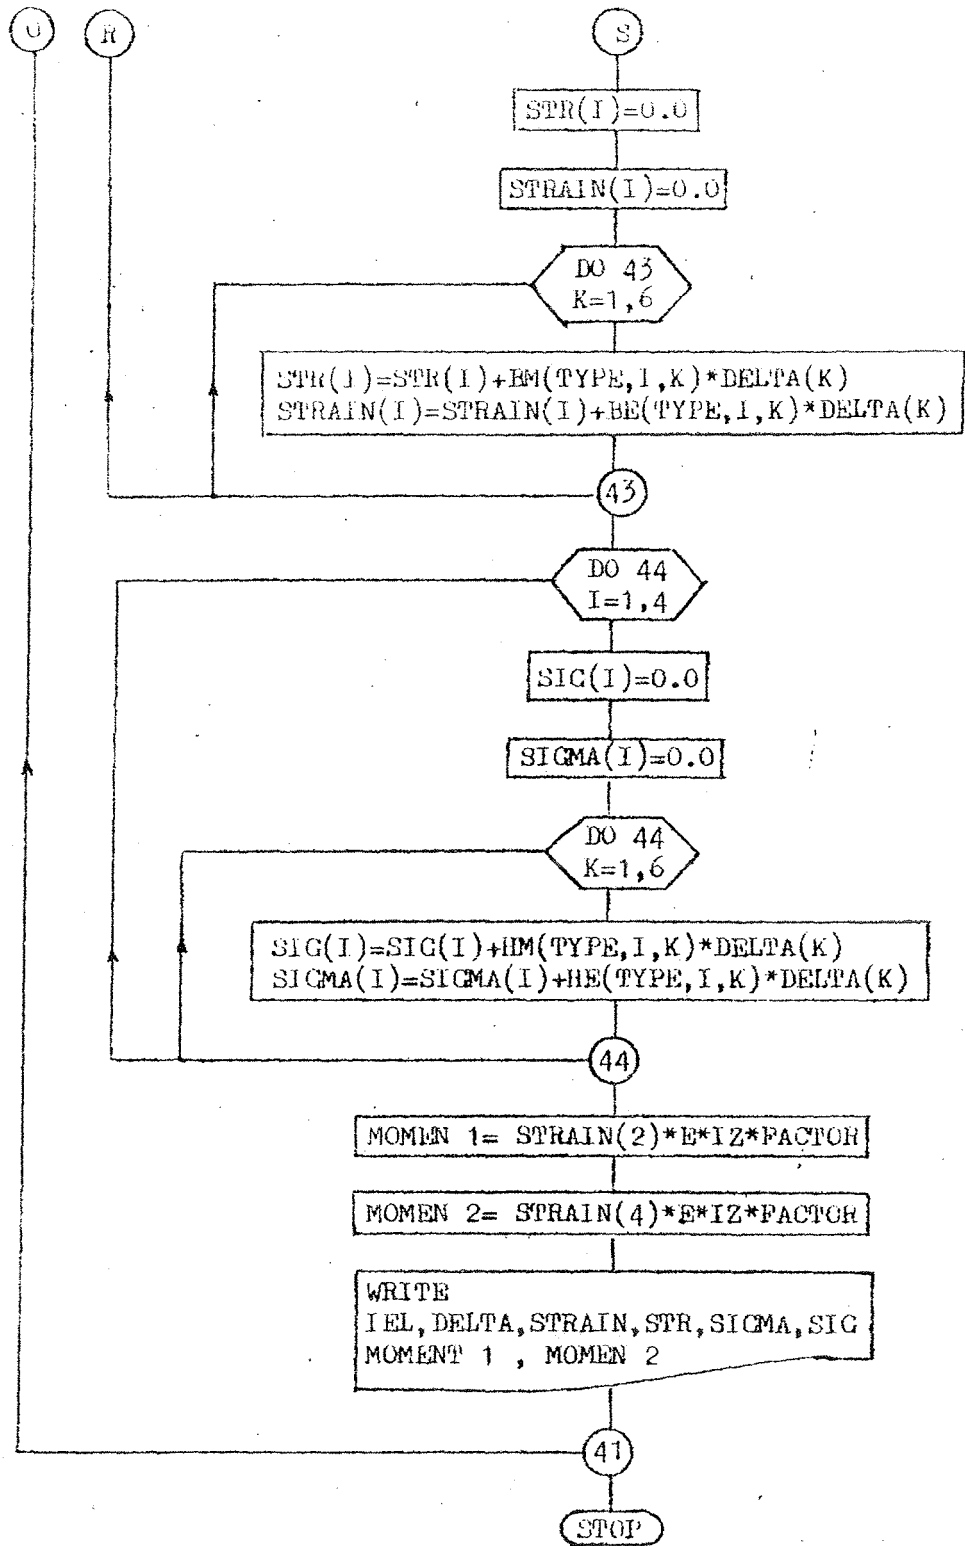 R
S
STR(I)=0.0
STRAIN(I)=0.0
DO 43
K=1,6
STR(I)=STR(I)+BM(TYPE,I,K)*DELTA(K)
STRAIN(I)=STRAIN(I)+BE(TYPE,I,K)*DELTA(K)
43
DO 44
I=1,4
SIG(I)=0.0
SIGMA(I)=0.0
DO 44
K=1,6
SIG(I)=SIG(I)+HM(TYPE,I,K)*DELTA(K)
SIGMA(I)=SIGMA(I)+HE(TYPE,I,K)*DELTA(K)
44
MOMEN 1= STRAIN(2)*E*IZ*FACTOR
MOMEN 2= STRAIN(4)*E*IZ*FACTOR
WRITE
IEL,DELTA,STRAIN,STR,SIGMA,SIG
MOMENT 1 , MOMEN 2
41
STOP